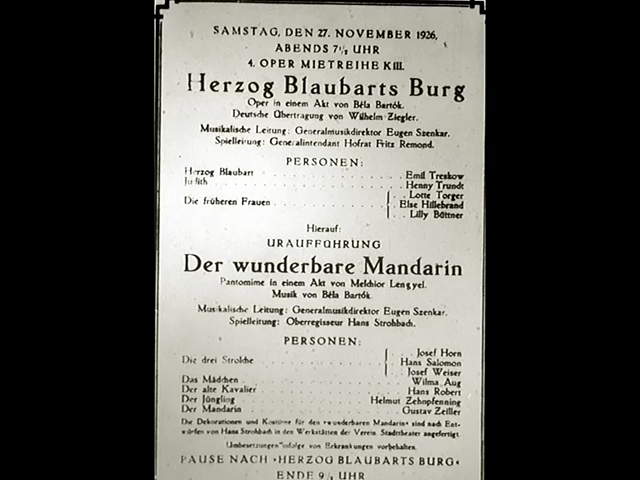 SAMSTAG, DEN 27. NOVEMBER 1926,
ABENDS 7½ UHR
4. OPER MIETREIHE K III.
Herzog Blaubarts Burg
Oper in einem Akt von Béla Bartók.
Deutsche Übertragung von Wilhelm Ziegler.
Musikalische Leitung: Generalmusikdirektor Eugen Szenkar.
Spielleitung: Generalintendant Hofrat Fritz Remond.
PERSONEN:
Herzog Blaubart . . . . . . . . . . Emil Treskow
Judith . . . . . . . . . . Henny Trundt
Lotte Torger
Die früheren Frauen . . . . . . . . . . Else Hillebrand
Lilly Büttner
Hierauf:
URAUFFÜHRUNG
Der wunderbare Mandarin
Pantomime in einem Akt von Melchior Lengyel.
Musik von Béla Bartók.
Musikalische Leitung: Generalmusikdirektor Eugen Szenkar.
Spielleitung: Oberregisseur Hans Strohbach.
PERSONEN:
Josef Horn
Die drei Strolche . . . . . . . . . . Hans Salomon
Josef Weiser
Das Mädchen . . . . . . . . . . Wilma Aug
Der alte Kavalier . . . . . . . . . . Hans Robert
Der Jüngling . . . . . . . . . . Helmut Zehnpfenning
Der Mandarin . . . . . . . . . . Gustav Zeiller
Die Dekorationen und Kostüme für den »wunderbaren Mandarin« sind nach Ent-
würfen von Hans Strohbach in den Werkstätten der Verein. Stadttheater angefertigt.
Umbesetzungen infolge von Erkrankungen vorbehalten.
PAUSE NACH »HERZOG BLAUBARTS BURG«
ENDE 9½ UHR